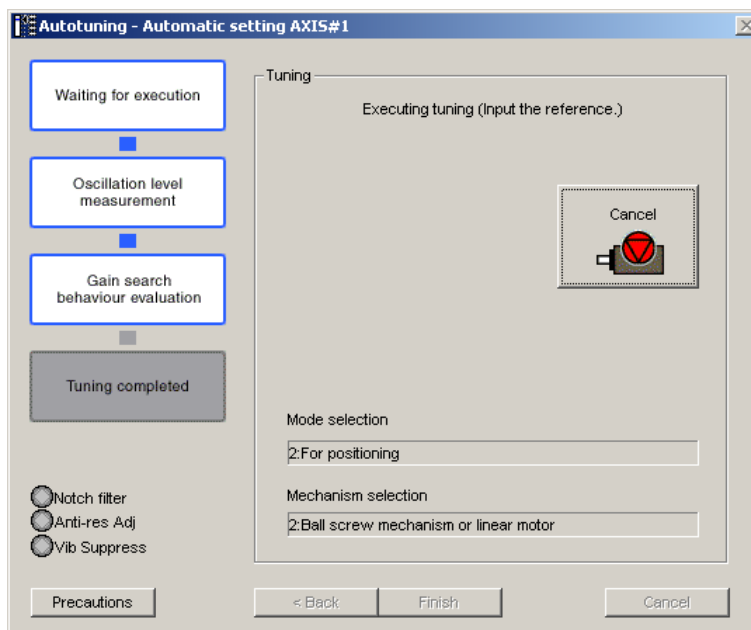 Autotuning - Automatic setting AXIS#1
Waiting for execution
Oscillation level
measurement
Gain search
behaviour evaluation
Tuning completed
Notch filter
Anti-res Adj
Vib Suppress
Precautions
Tuning
Executing tuning (Input the reference.)
Cancel
Mode selection
2:For positioning
Mechanism selection
2:Ball screw mechanism or linear motor
< Back
Finish
Cancel